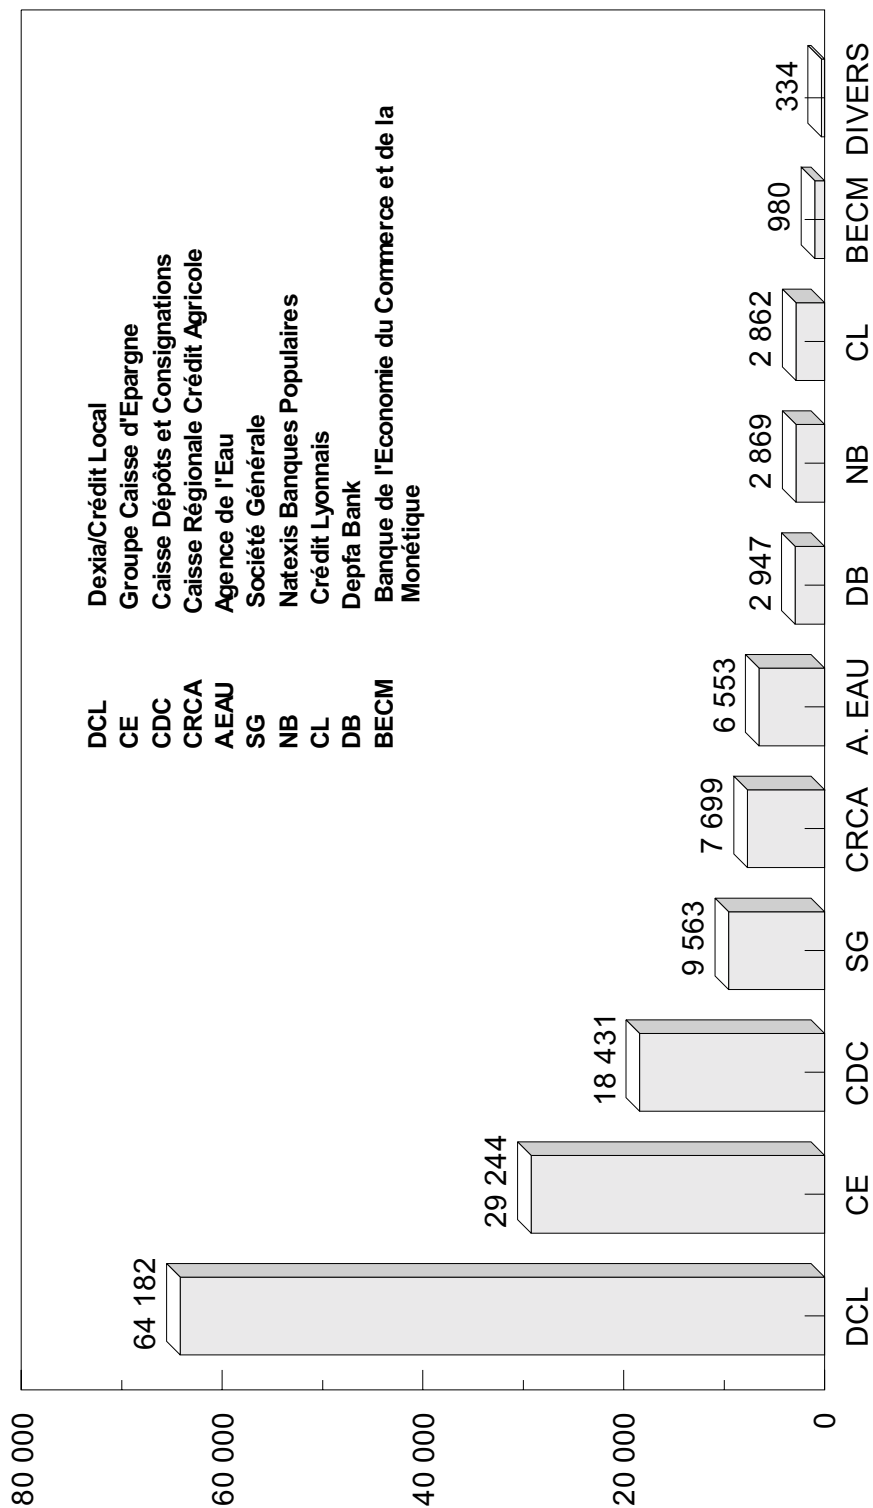 80 000
60 000
40 000
20 000
0
DCL Dexia/Crédit Local
CE Groupe Caisse d'Epargne
CDC Caisse Dépôts et Consignations
CRCA Caisse Régionale Crédit Agricole
A.EAU Agence de l'Eau
SG Société Générale
NB Natexis Banques Populaires
CL Crédit Lyonnais
DB Depfa Bank
BECM Banque de l'Economie du Commerce et de la
Monétique
64 182
29 244
18 431
9 563
7 699
6 553
2 947
2 869
2 862
980
334
DCL
CE
CDC
SG
CRCA
A. EAU
DB
NB
CL
BECM
DIVERS